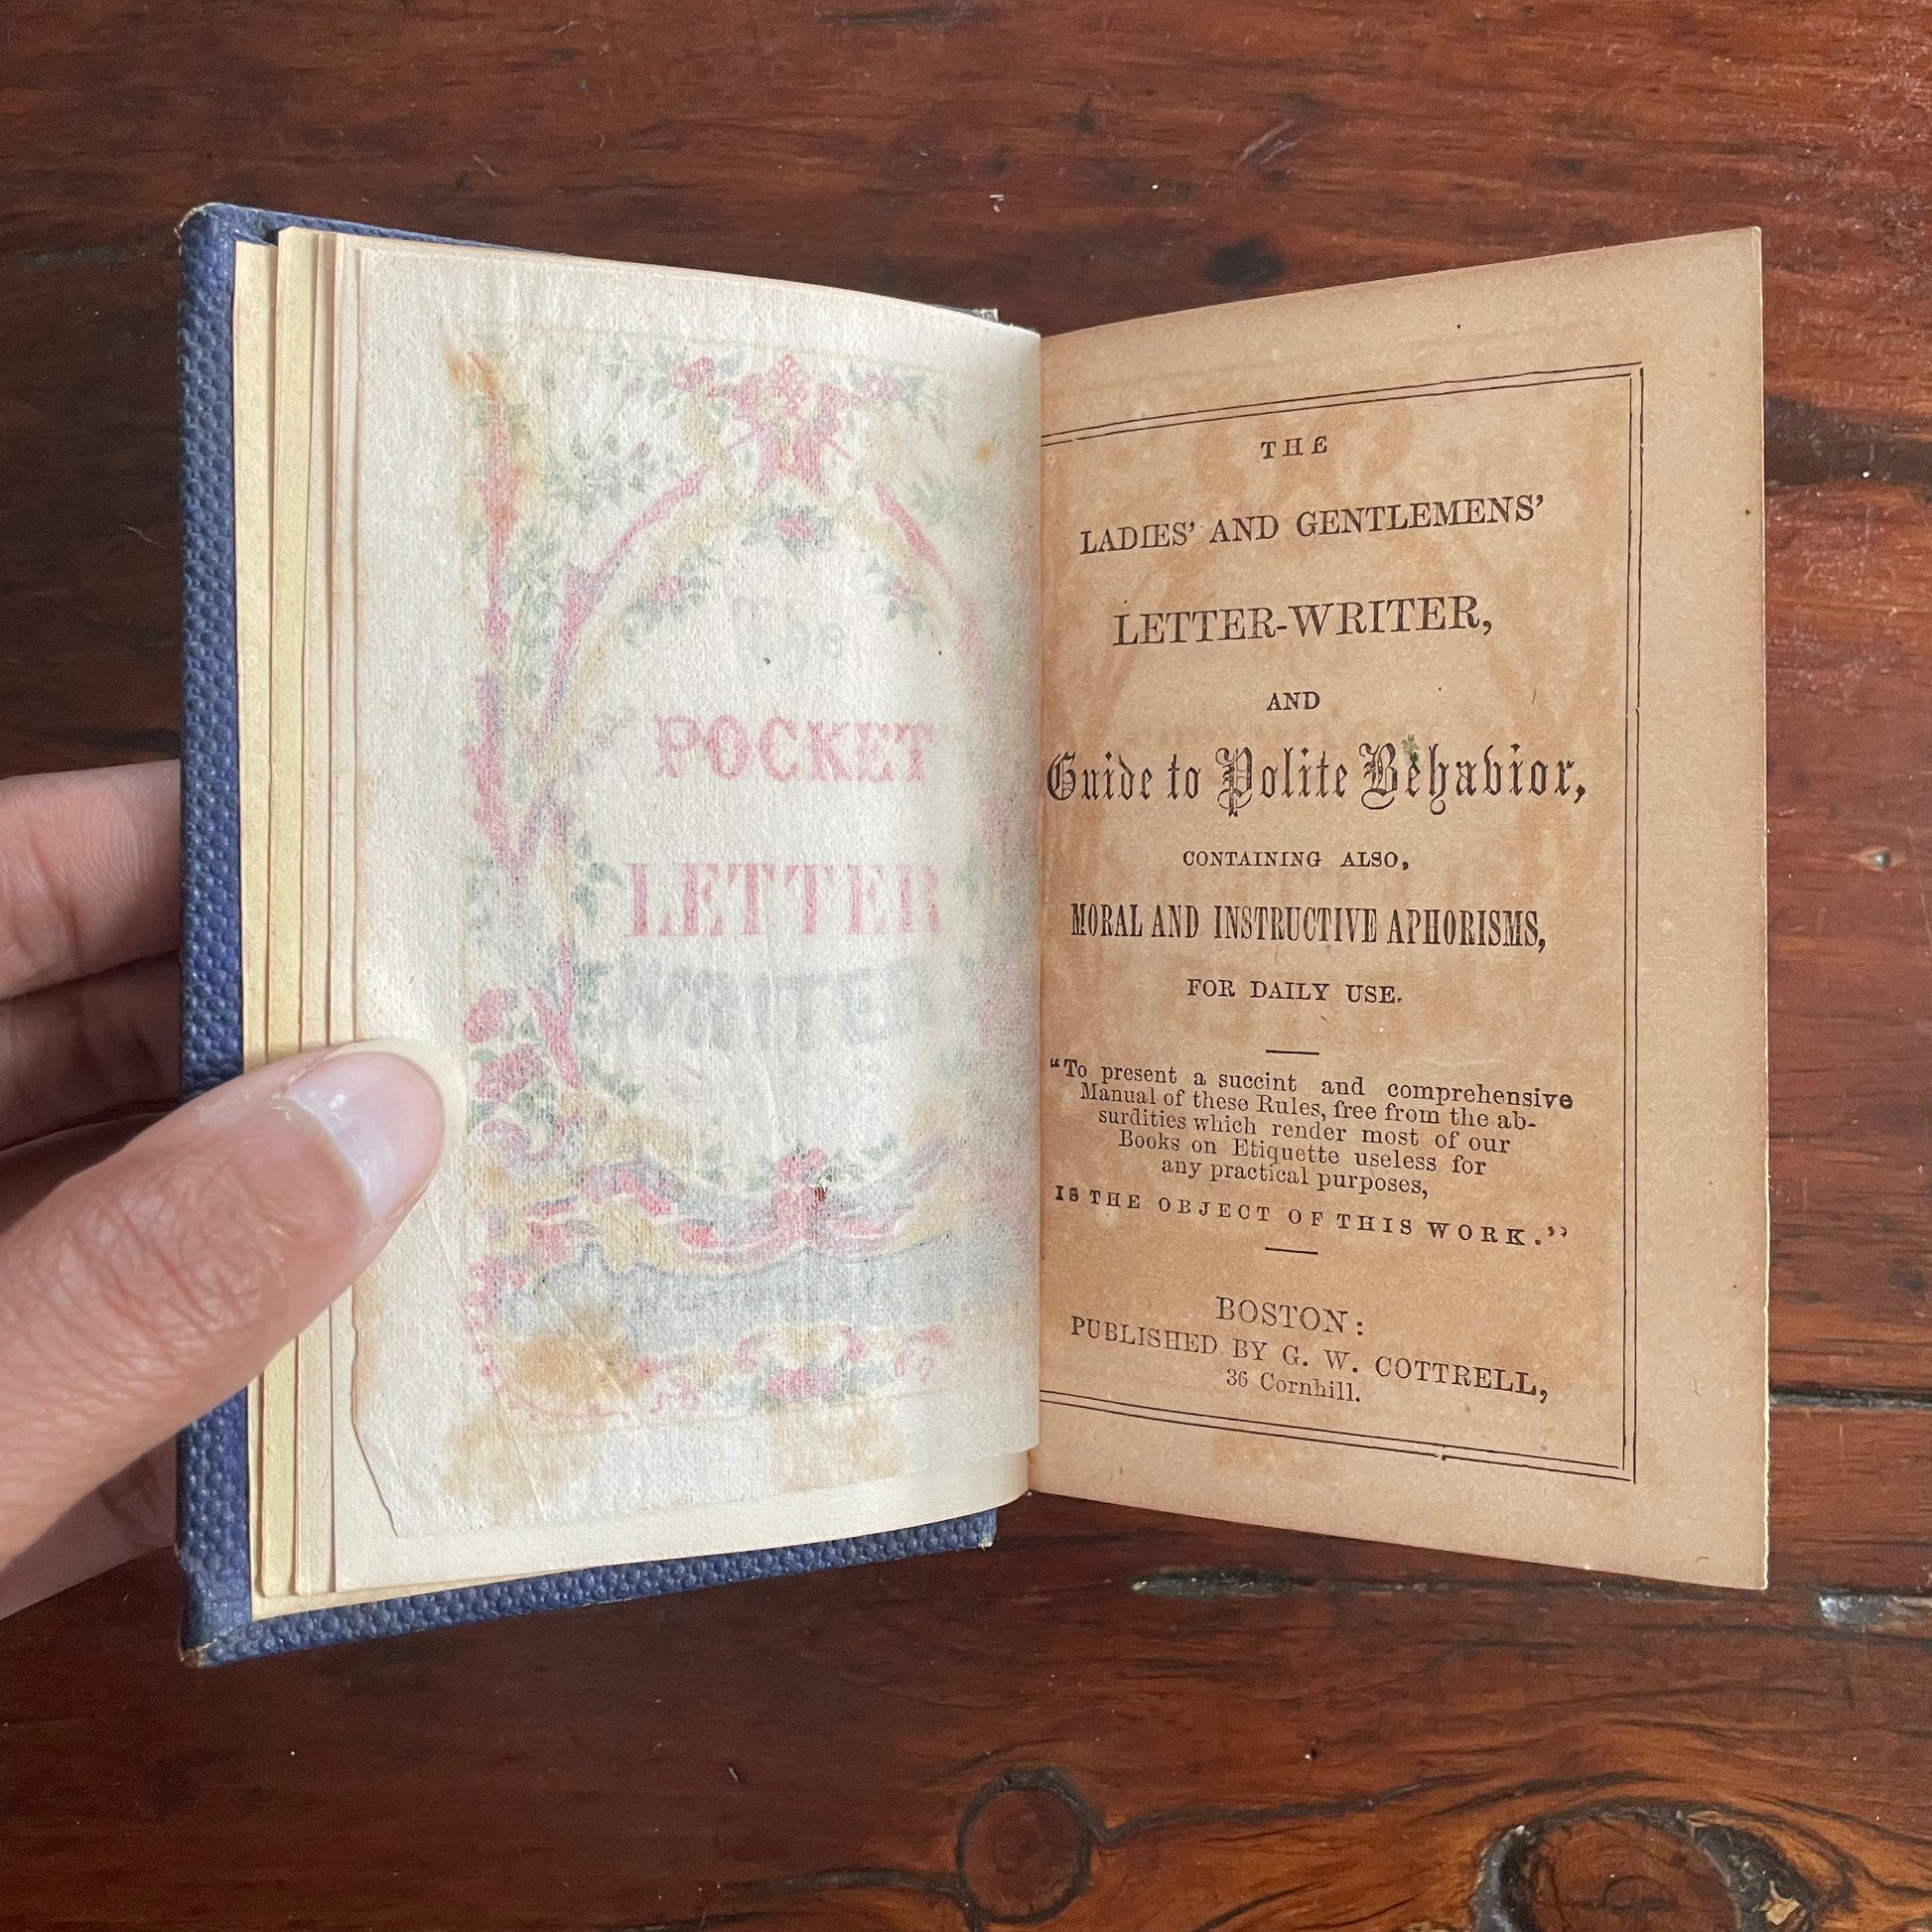 The
POCKET
LETTER
WRITER
THE
LADIES' AND GENTLEMENS'
LETTER-WRITER,
AND
Guide to Polite Behavior,
CONTAINING ALSO,
MORAL AND INSTRUCTIVE APHORISMS,
FOR DAILY USE.
“To present a succint and comprehensive
Manual of these Rules, free from the ab-
surdities which render most of our
Books on Etiquette useless for
any practical purposes,
IS THE OBJECT OF THIS WORK.”
BOSTON:
PUBLISHED BY G. W. COTTRELL,
36 Cornhill.